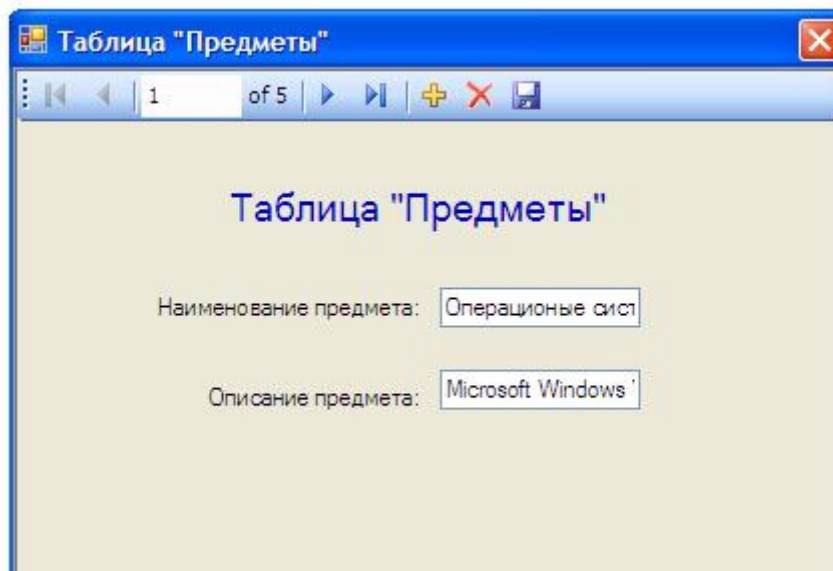 Таблица "Предметы"
1 of 5
Таблица "Предметы"
Наименование предмета: Операционые сист
Описание предмета: Microsoft Windows